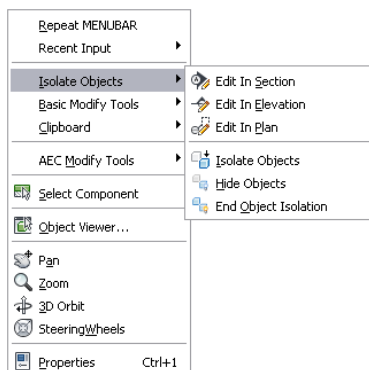 Repeat MENUBAR
Recent Input
Isolate Objects
Basic Modify Tools
Clipboard
AEC Modify Tools
Select Component
Object Viewer...
Pan
Zoom
3D Orbit
SteeringWheels
Properties Ctrl+1
Edit In Section
Edit In Elevation
Edit In Plan
Isolate Objects
Hide Objects
End Object Isolation